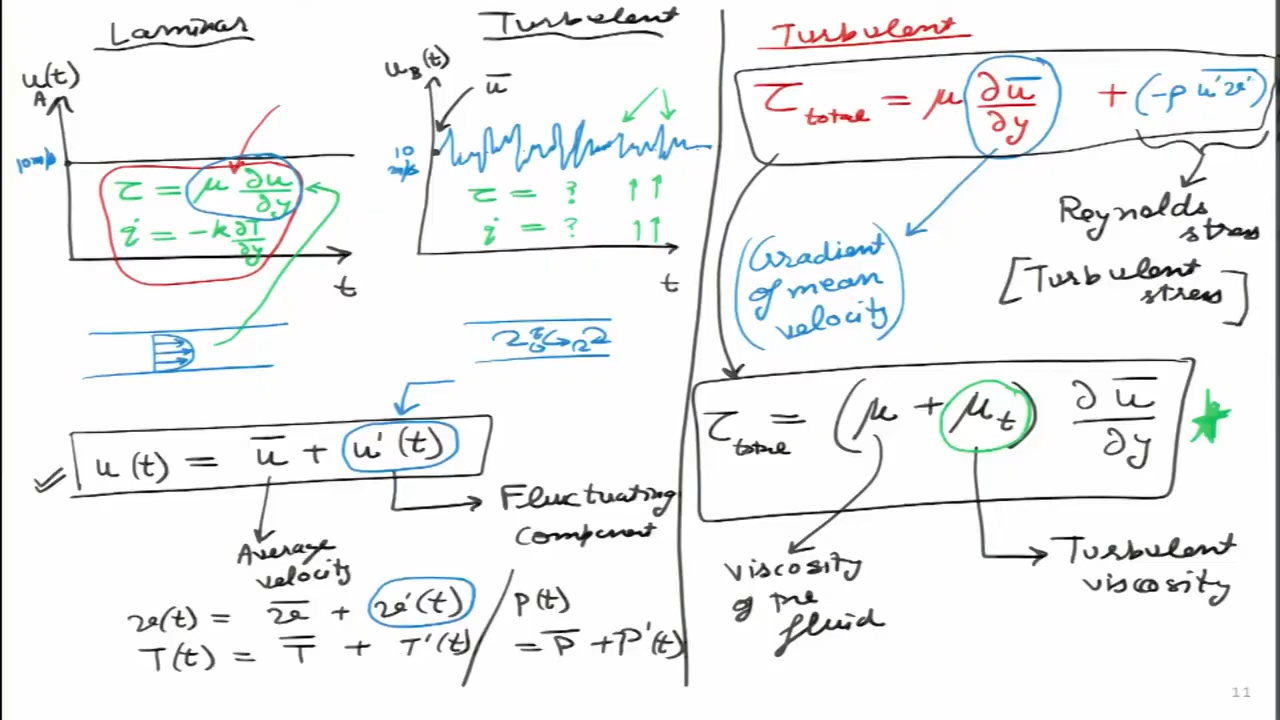 Laminar
u(t)
A
10 m/s
τ = μ ∂u/∂y
q̇ = -k ∂T/∂y
t
Turbulent
u_B(t)
ū
10 m/s
τ = ? ↑↑
q̇ = ? ↑↑
t
u(t) = ū + u'(t)
Average velocity
Fluctuating component
v(t) = v̄ + v'(t)
T(t) = T̄ + T'(t)
P(t)
= P̄ + P'(t)
Turbulent
τ_total = μ ∂ū/∂y + (-ρ u'v')
Reynolds stress
[Turbulent stress]
(Gradient of mean velocity)
τ_total = (μ + μ_t) ∂ū/∂y
viscosity of the fluid
Turbulent viscosity
11